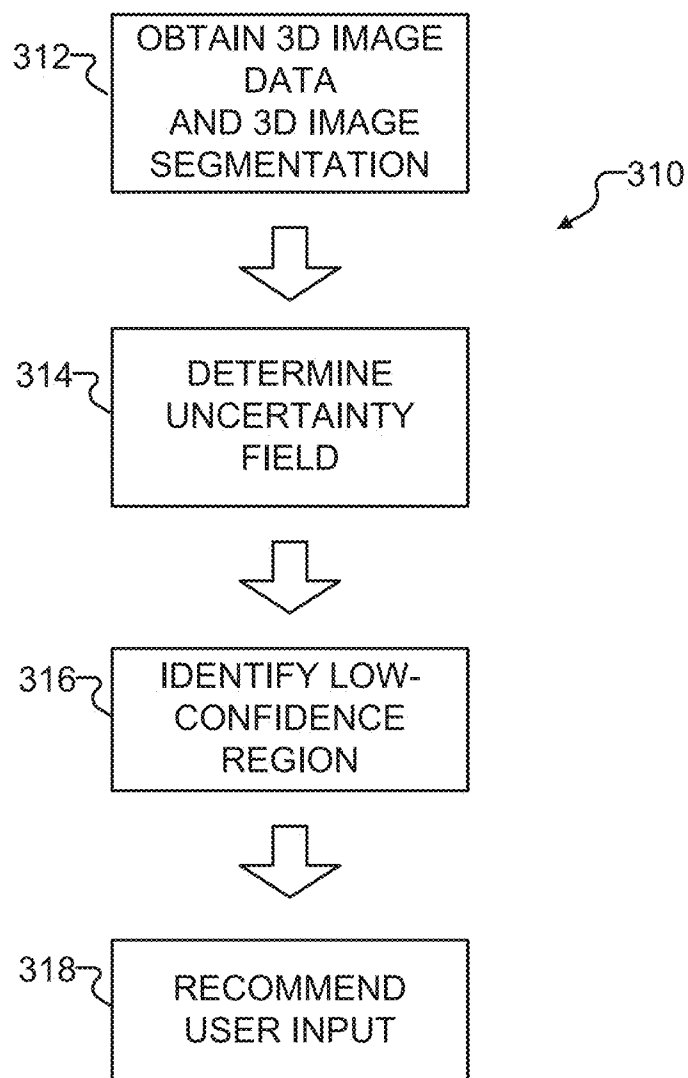 312
OBTAIN 3D IMAGE
DATA
AND 3D IMAGE
SEGMENTATION
310
314
DETERMINE
UNCERTAINTY
FIELD
316
IDENTIFY LOW-
CONFIDENCE
REGION
318
RECOMMEND
USER INPUT